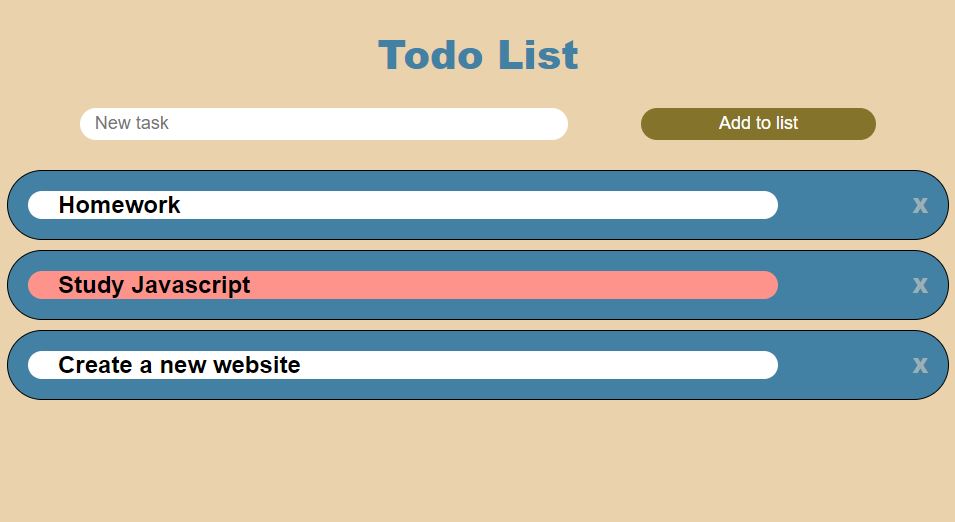 Todo List
New task
Add to list
Homework
x
Study Javascript
x
Create a new website
x